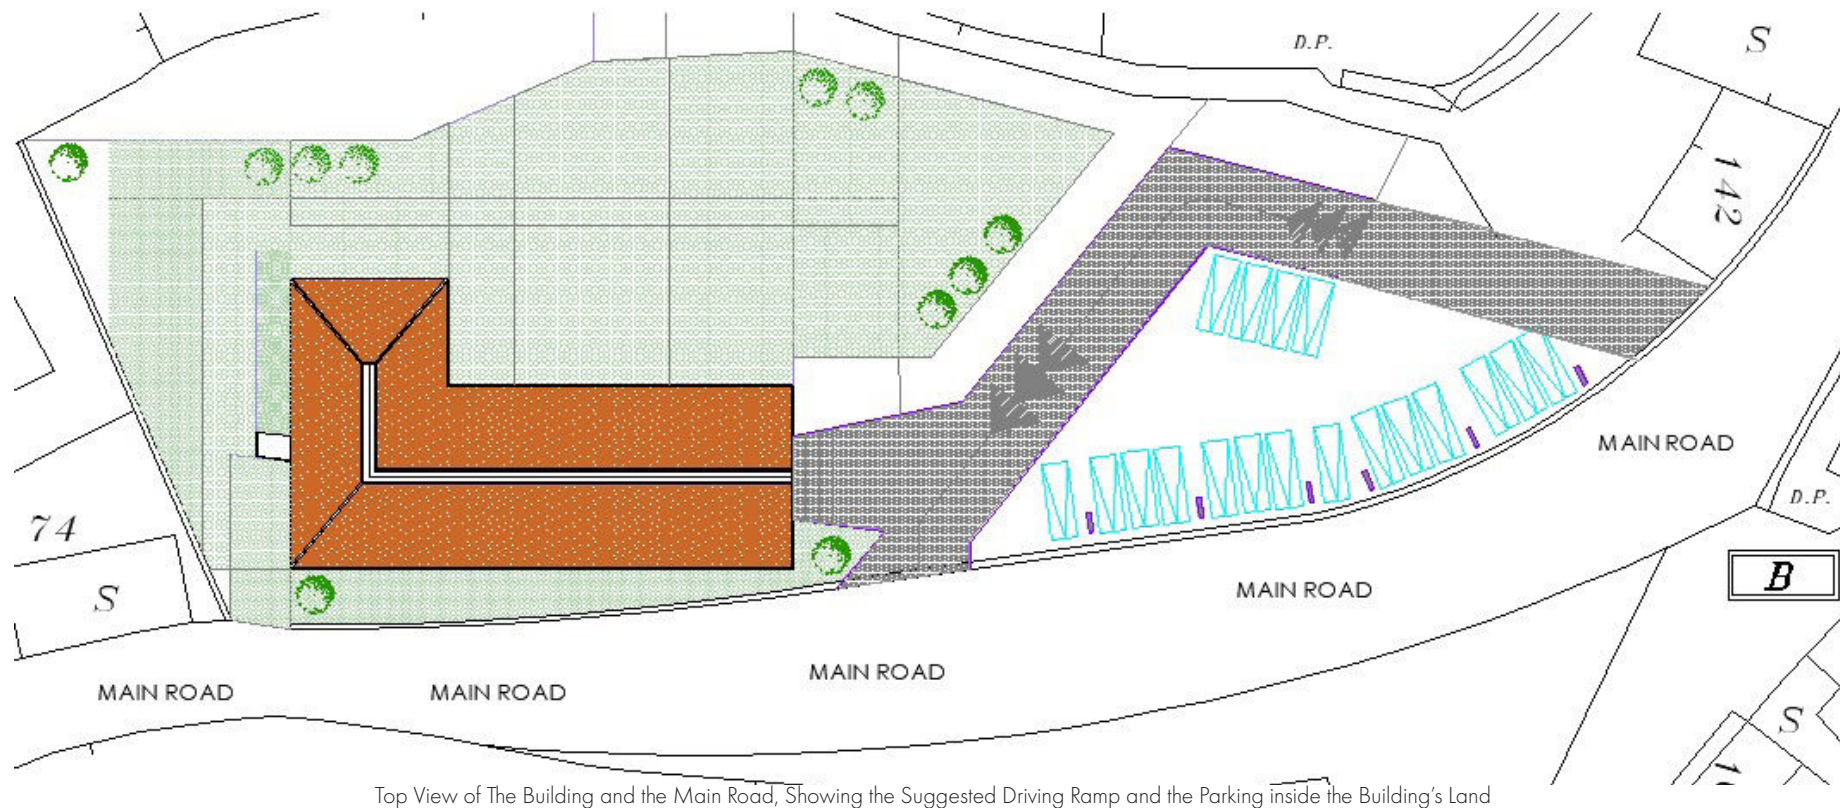 D.P.
S
142
MAIN ROAD
D.P.
74
S
MAIN ROAD
B
MAIN ROAD
MAIN ROAD
MAIN ROAD
S
Top View of The Building and the Main Road, Showing the Suggested Driving Ramp and the Parking inside the Building's Land